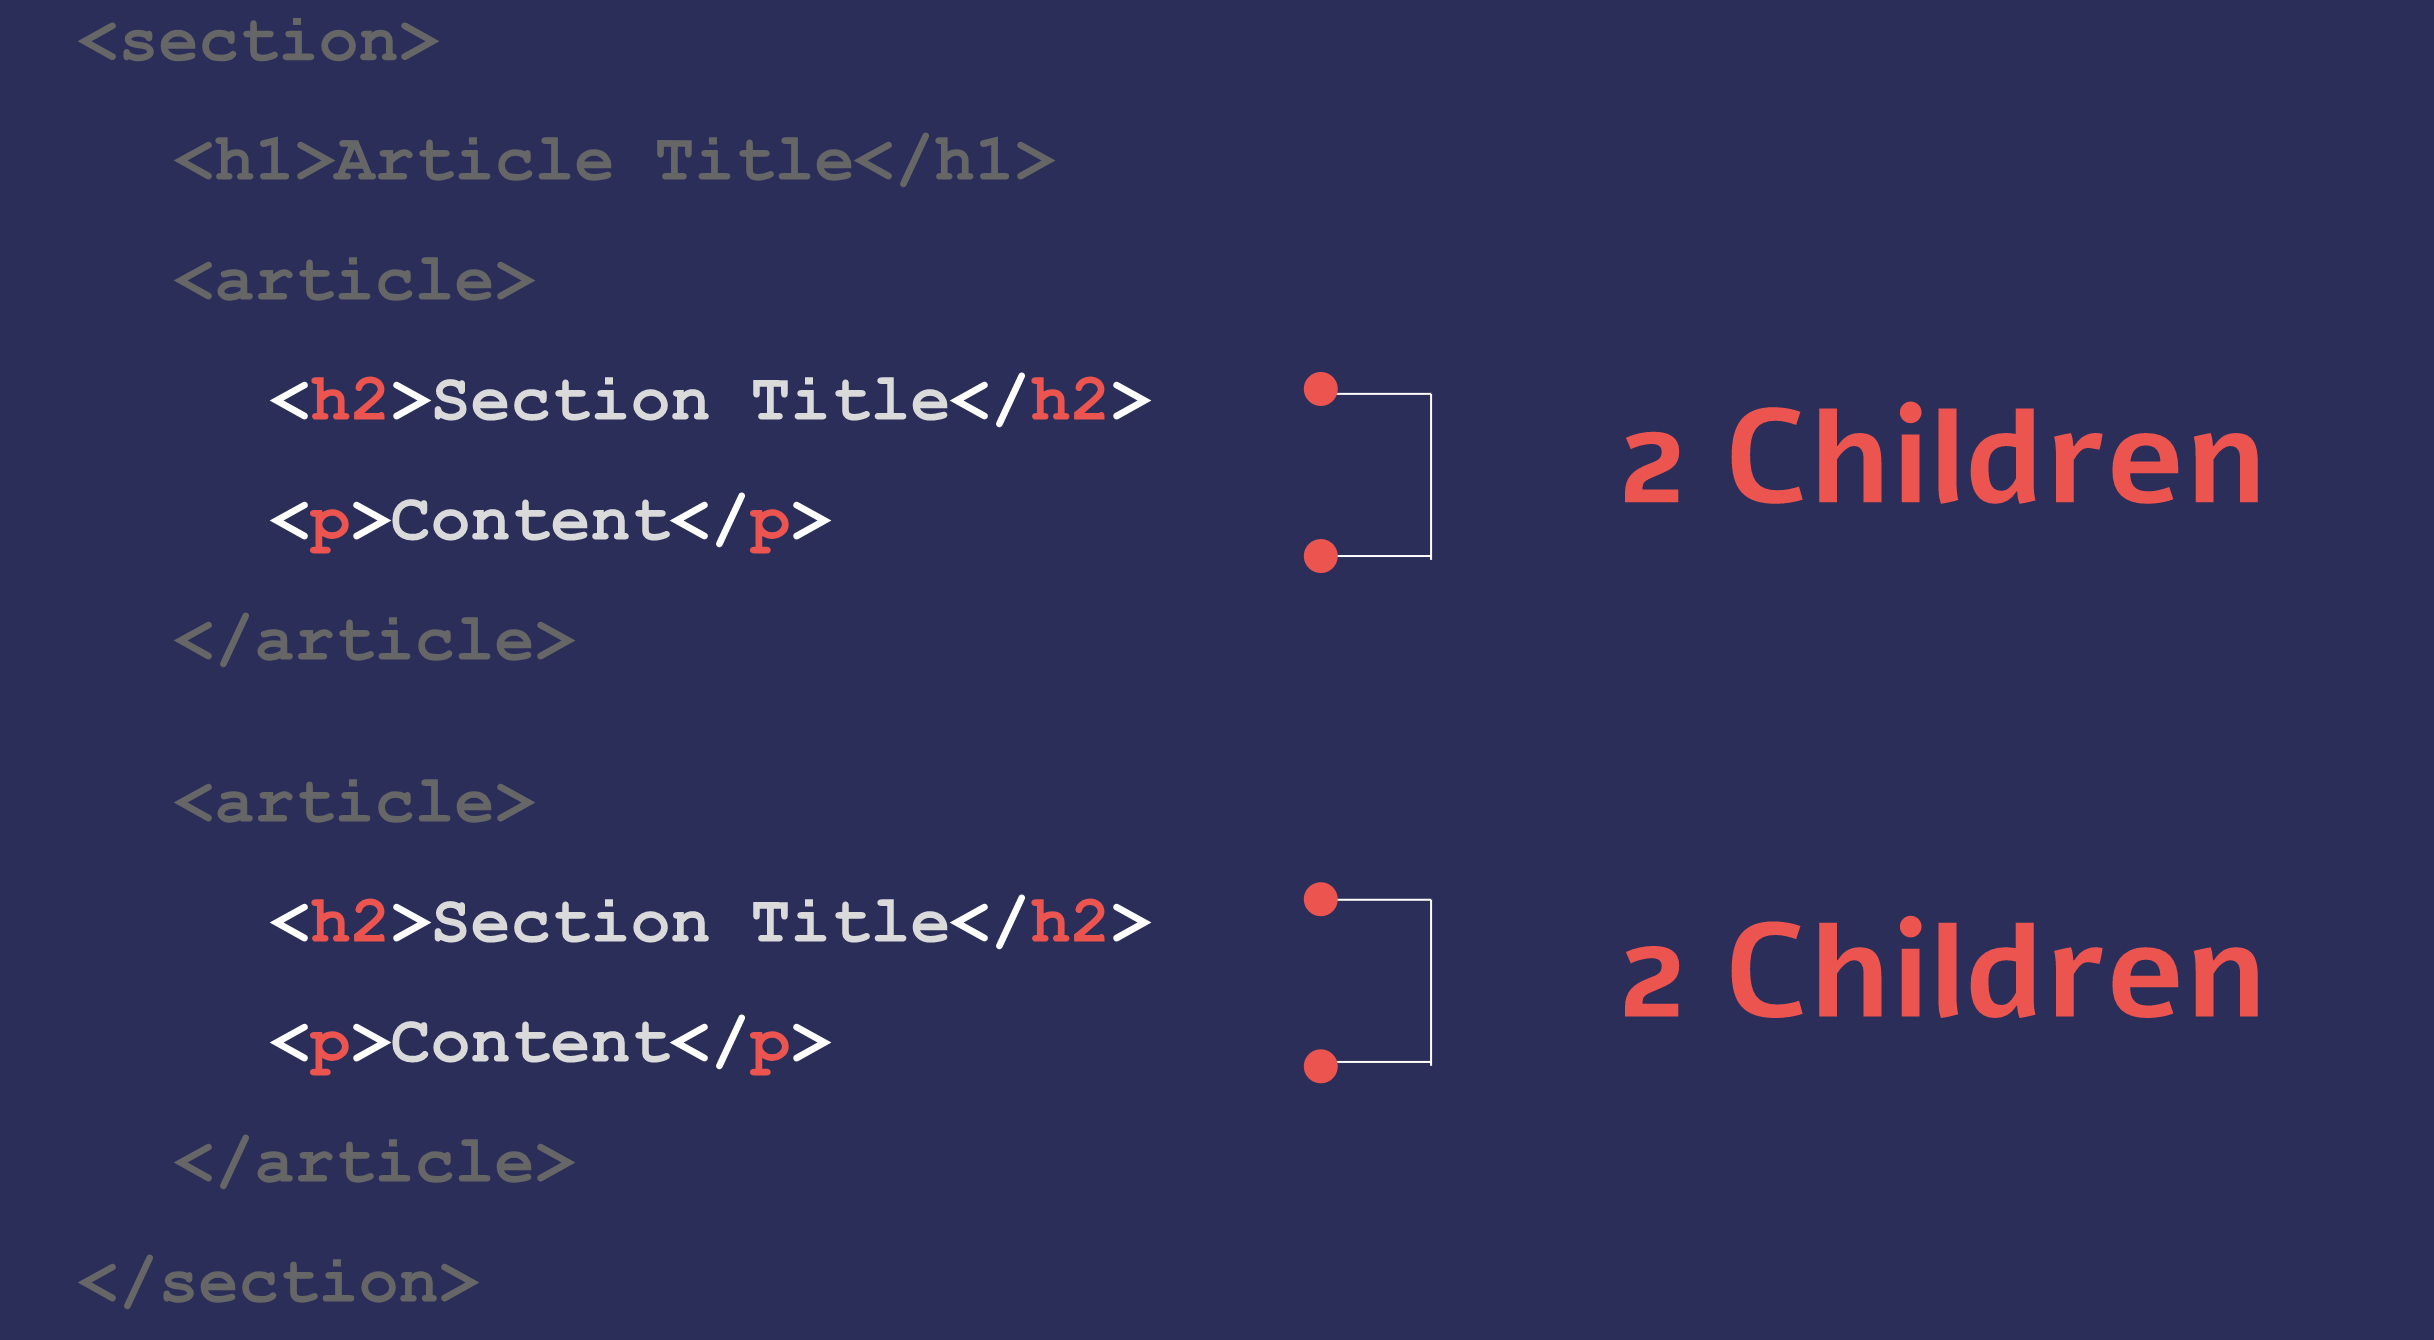 <section>
<h1>Article Title</h1>
<article>
<h2>Section Title</h2>
<p>Content</p>
2 Children
</article>
<article>
<h2>Section Title</h2>
<p>Content</p>
2 Children
</article>
</section>